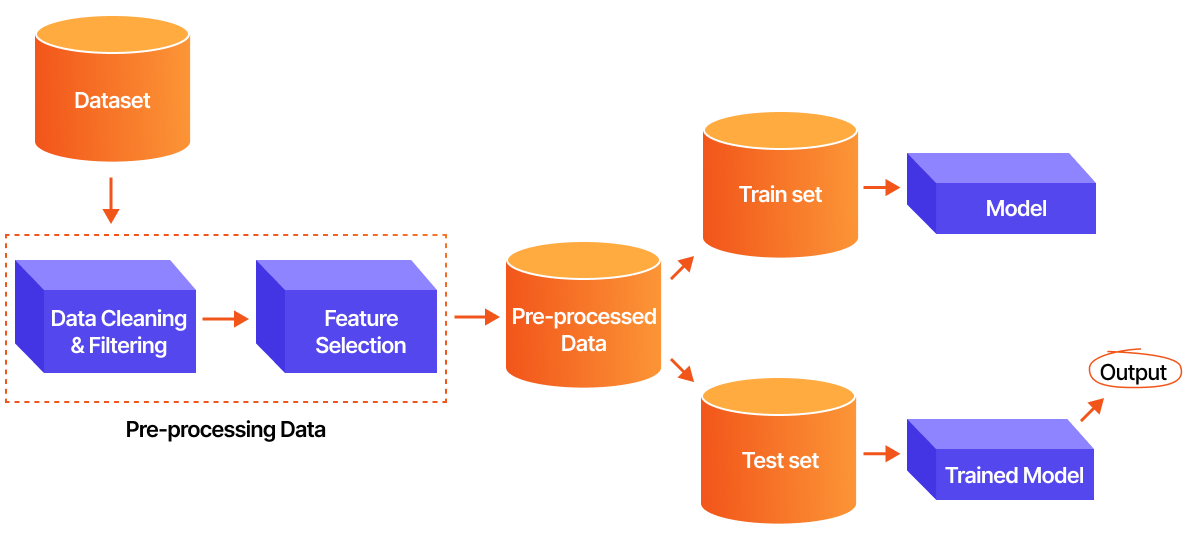 Dataset
Data Cleaning
& Filtering
Feature
Selection
Pre-processing Data
Pre-processed
Data
Train set
Model
Test set
Trained Model
Output